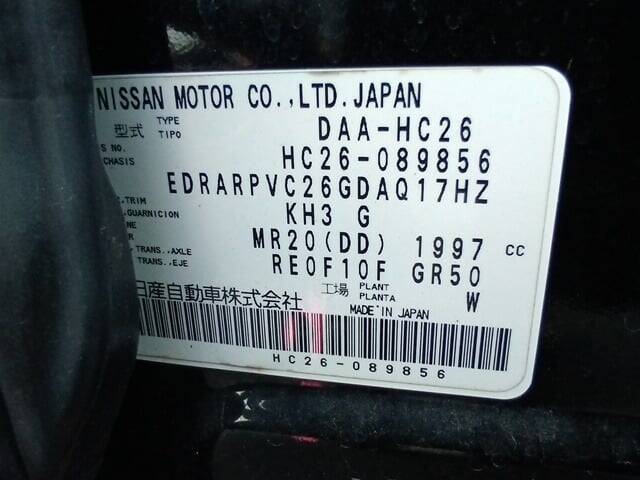 NISSAN MOTOR CO.,LTD. JAPAN
型式 TYPE TIPO DAA-HC26
S NO. CHASSIS HC26-089856
EDRARPVC26GDAQ17HZ
TRIM GUARNICION KH3 G
MR20(DD) 1997 CC
TRANS., AXLE TRANS., EJE RE0F10F GR50
日産自動車株式会社 工場 PLANT PLANTA W
MADE IN JAPAN
HC26-089856